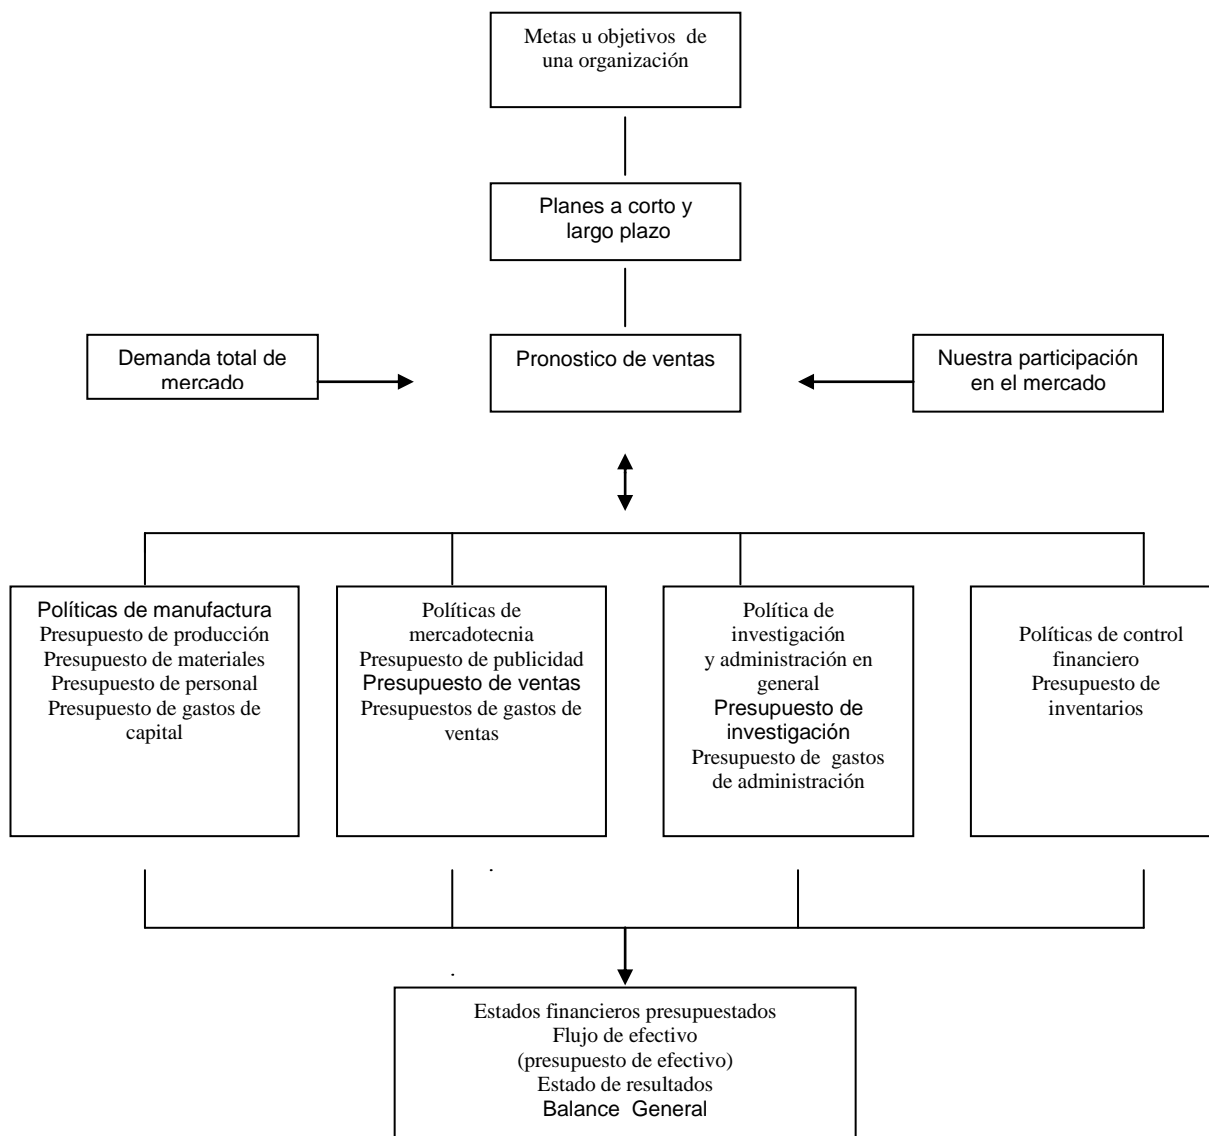 Metas u objetivos  de
una organización
Planes a corto y
largo plazo
Demanda total de
mercado
Pronostico de ventas
Nuestra participación
en el mercado
Políticas de manufactura
Presupuesto de producción
Presupuesto de materiales
Presupuesto de personal
Presupuesto de gastos de
capital
Políticas de
mercadotecnia
Presupuesto de publicidad
Presupuesto de ventas
Presupuestos de gastos de
ventas
Política de
investigación
y administración en
general
Presupuesto de
investigación
Presupuesto de  gastos
de administración
Políticas de control
financiero
Presupuesto de
inventarios
Estados financieros presupuestados
Flujo de efectivo
(presupuesto de efectivo)
Estado de resultados
Balance  General